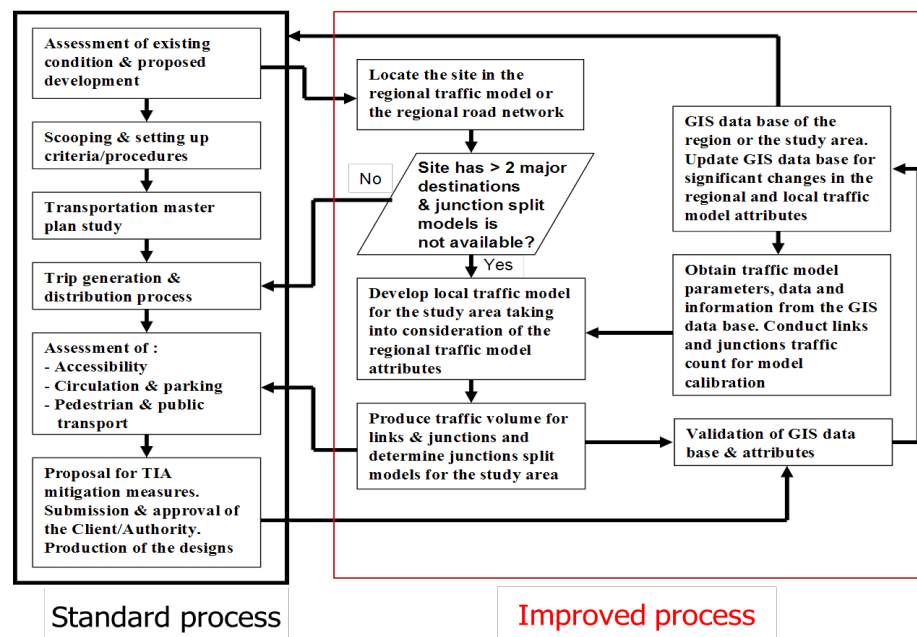 Assessment of existing
condition & proposed
development
Scooping & setting up
criteria/procedures
Transportation master
plan study
Trip generation &
distribution process
Assessment of :
- Accessibility
- Circulation & parking
- Pedestrian & public
transport
Proposal for TIA
mitigation measures.
Submission & approval of
the Client/Authority.
Production of the designs
Standard process
Locate the site in the
regional traffic model or
the regional road network
No
Site has > 2 major
destinations
& junction split
models is
not available?
Yes
Develop local traffic model
for the study area taking
into consideration of the
regional traffic model
attributes
Produce traffic volume for
links & junctions and
determine junctions split
models for the study area
GIS data base of the
region or the study area.
Update GIS data base for
significant changes in the
regional and local traffic
model attributes
Obtain traffic model
parameters, data and
information from the GIS
data base. Conduct links
and junctions traffic
count for model
calibration
Validation of GIS data
base & attributes
Improved process